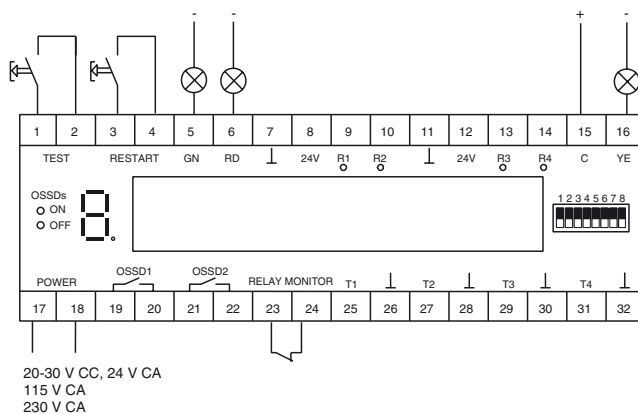 - - + -
1 2 3 4 5 6 7 8 9 10 11 12 13 14 15 16
TEST RESTART GN RD ⊥ 24V R1 R2 ⊥ 24V R3 R4 C YE
OSSDs
ON
OFF
8.
1 2 3 4 5 6 7 8
POWER OSSD1 OSSD2 RELAY MONITOR T1 ⊥ T2 ⊥ T3 ⊥ T4 ⊥
17 18 19 20 21 22 23 24 25 26 27 28 29 30 31 32
20-30 V CC, 24 V CA
115 V CA
230 V CA